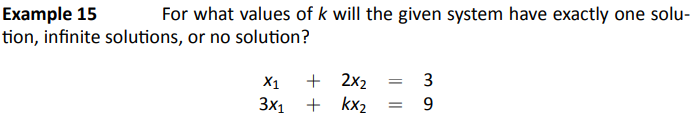 Example 15 For what values of k will the given system have exactly one solu-
tion, infinite solutions, or no solution?
x₁ + 2x₂ = 3
3x₁ + kx₂ = 9